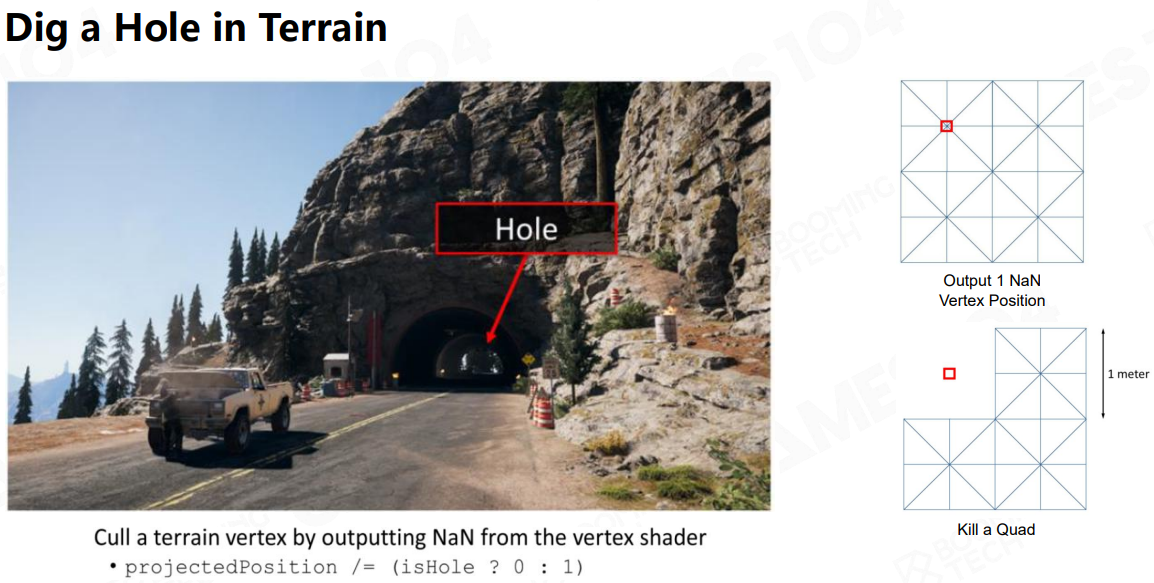 Dig a Hole in Terrain
Hole
Output 1 NaN
Vertex Position
1 meter
Kill a Quad
Cull a terrain vertex by outputting NaN from the vertex shader
• projectedPosition /= (isHole ? 0 : 1)